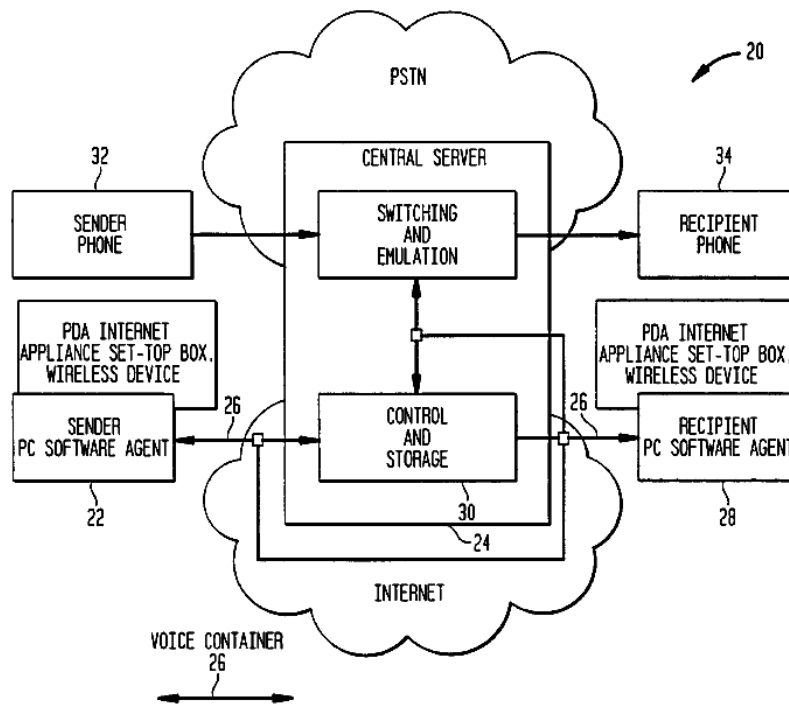 20
PSTN
CENTRAL SERVER
32
SENDER
PHONE
SWITCHING
AND
EMULATION
34
RECIPIENT
PHONE
PDA INTERNET
APPLIANCE SET-TOP BOX,
WIRELESS DEVICE
PDA INTERNET
APPLIANCE SET-TOP BOX,
WIRELESS DEVICE
SENDER
PC SOFTWARE AGENT
22
26
CONTROL
AND
STORAGE
30
24
26
RECIPIENT
PC SOFTWARE AGENT
28
INTERNET
VOICE CONTAINER
26